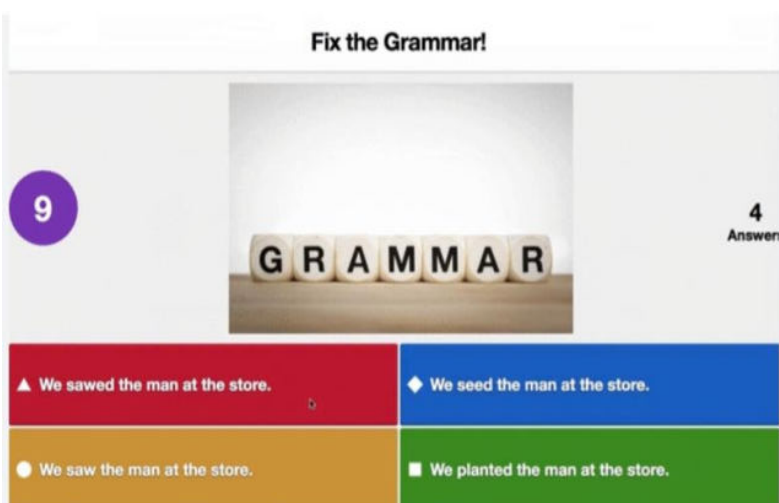 Fix the Grammar!
9
GRAMMAR
4
Answers
We sawed the man at the store.
We seed the man at the store.
We saw the man at the store.
We planted the man at the store.